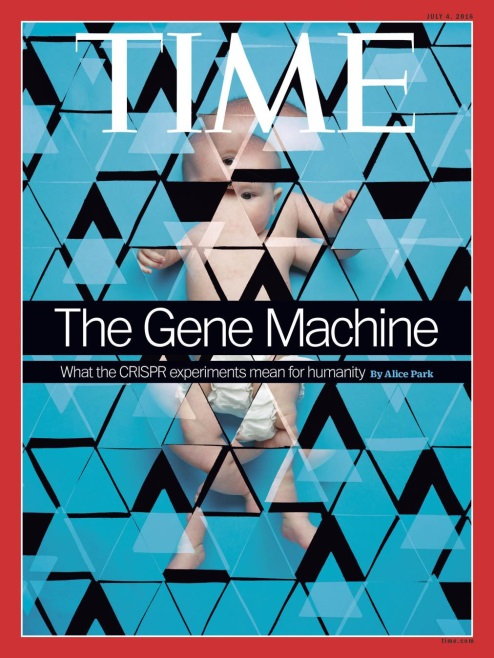 JULY 4, 2016
TIME
The Gene Machine
What the CRISPR experiments mean for humanity By Alice Park
time.com